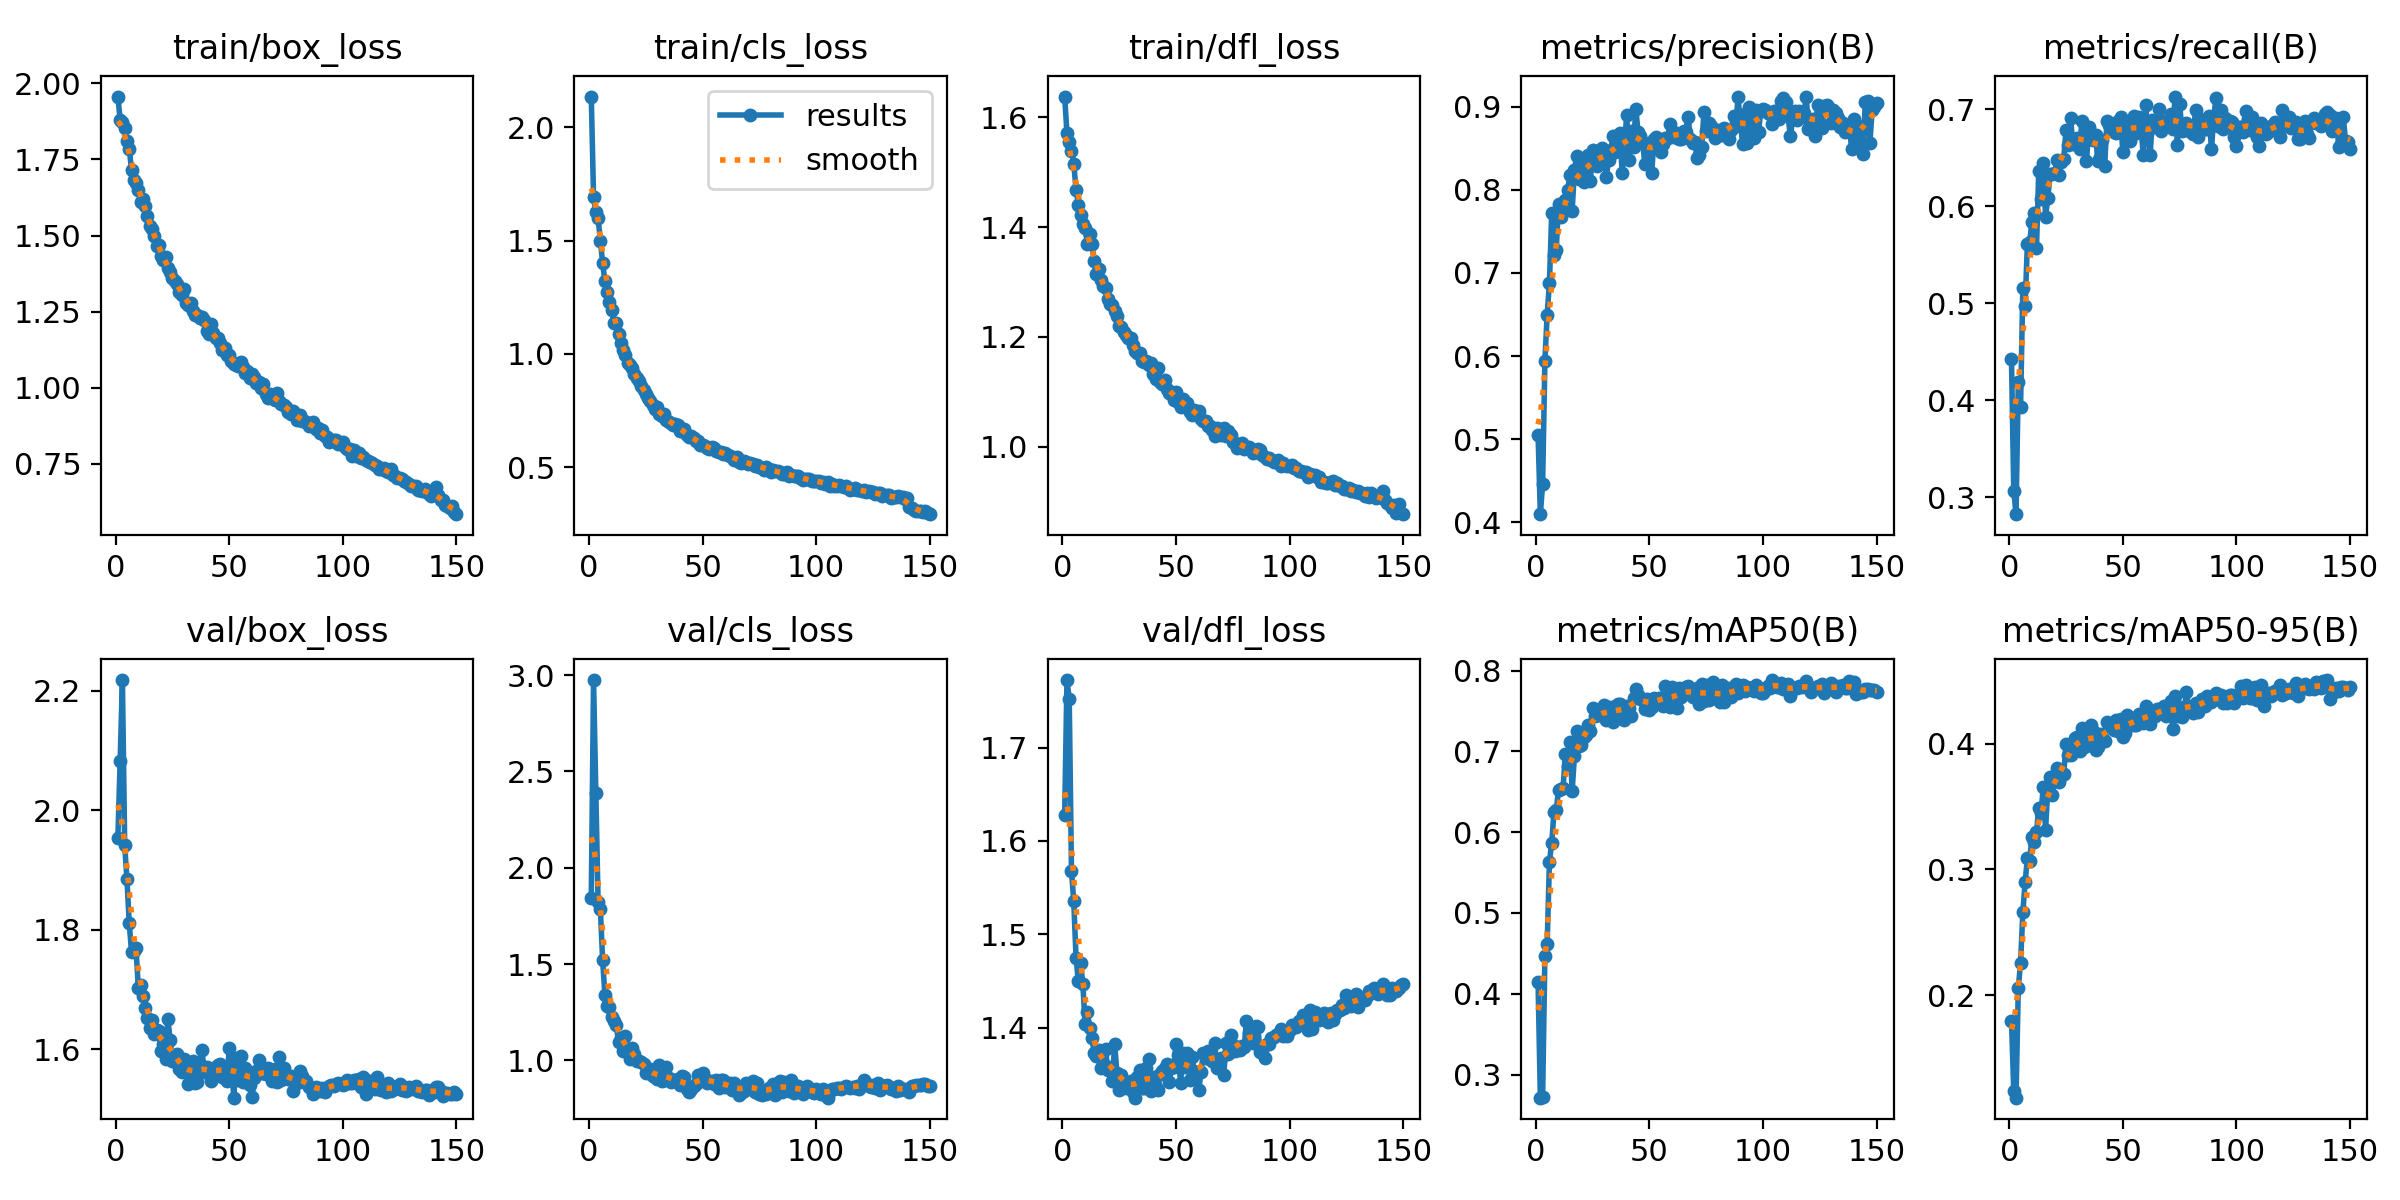 train/box_loss
2.00
1.75
1.50
1.25
1.00
0.75
0 50 100 150
train/cls_loss
results
smooth
2.0
1.5
1.0
0.5
0 50 100 150
train/dfl_loss
1.6
1.4
1.2
1.0
0 50 100 150
metrics/precision(B)
0.9
0.8
0.7
0.6
0.5
0.4
0 50 100 150
metrics/recall(B)
0.7
0.6
0.5
0.4
0.3
0 50 100 150
val/box_loss
2.2
2.0
1.8
1.6
0 50 100 150
val/cls_loss
3.0
2.5
2.0
1.5
1.0
0 50 100 150
val/dfl_loss
1.7
1.6
1.5
1.4
0 50 100 150
metrics/mAP50(B)
0.8
0.7
0.6
0.5
0.4
0.3
0 50 100 150
metrics/mAP50-95(B)
0.4
0.3
0.2
0 50 100 150